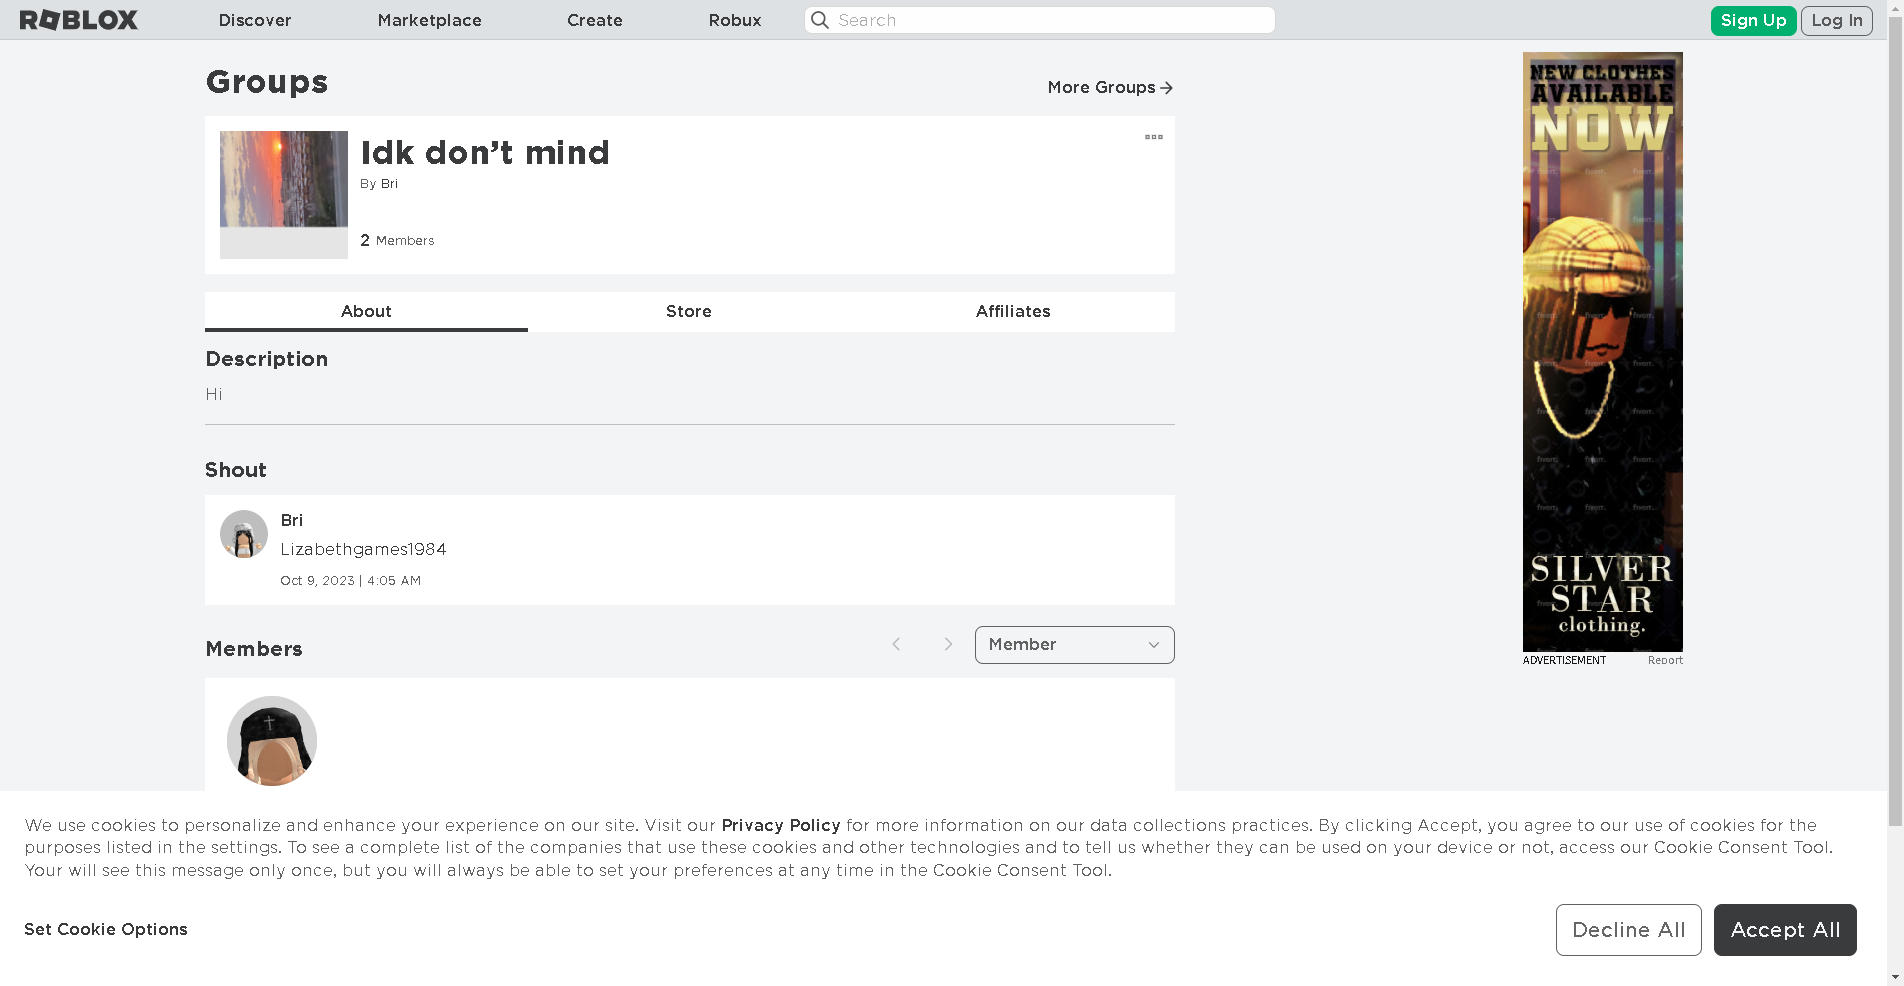 ROBLOX
Discover
Marketplace
Create
Robux
Search
Sign Up
Log In
Groups
More Groups
Idk don't mind
By Bri
2 Members
About
Store
Affiliates
Description
Hi
Shout
Bri
Lizabethgames1984
Oct 9, 2023 | 4:05 AM
Members
Member
NEW CLOTHES
AVAILABLE
NOW
SILVER
STAR
clothing.
ADVERTISEMENT
Report
We use cookies to personalize and enhance your experience on our site. Visit our Privacy Policy for more information on our data collections practices. By clicking Accept, you agree to our use of cookies for the
purposes listed in the settings. To see a complete list of the companies that use these cookies and other technologies and to tell us whether they can be used on your device or not, access our Cookie Consent Tool.
Your will see this message only once, but you will always be able to set your preferences at any time in the Cookie Consent Tool.
Set Cookie Options
Decline All
Accept All